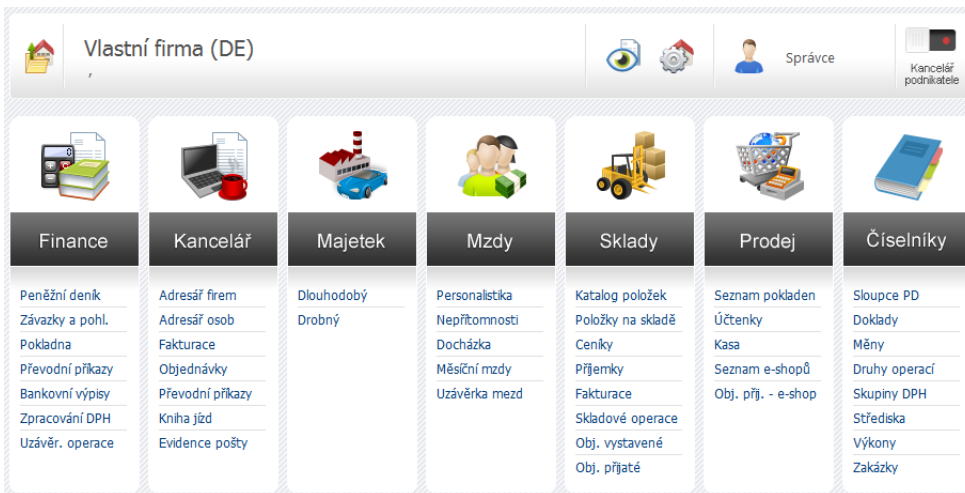 Vlastní firma (DE)
,
Správce
Kancelář
podnikatele
Finance
Peněžní deník
Závazky a pohl.
Pokladna
Převodní příkazy
Bankovní výpisy
Zpracování DPH
Uzávěr. operace
Kancelář
Adresář firem
Adresář osob
Fakturace
Objednávky
Převodní příkazy
Kniha jízd
Evidence pošty
Majetek
Dlouhodobý
Drobný
Mzdy
Personalistika
Nepřítomnosti
Docházka
Měsíční mzdy
Uzávěrka mezd
Sklady
Katalog položek
Položky na skladě
Ceníky
Příjemky
Fakturace
Skladové operace
Obj. vystavené
Obj. přijaté
Prodej
Seznam pokladen
Účtenky
Kasa
Seznam e-shopů
Obj. přij. - e-shop
Číselníky
Sloupce PD
Doklady
Měny
Druhy operací
Skupiny DPH
Střediska
Výkony
Zakázky